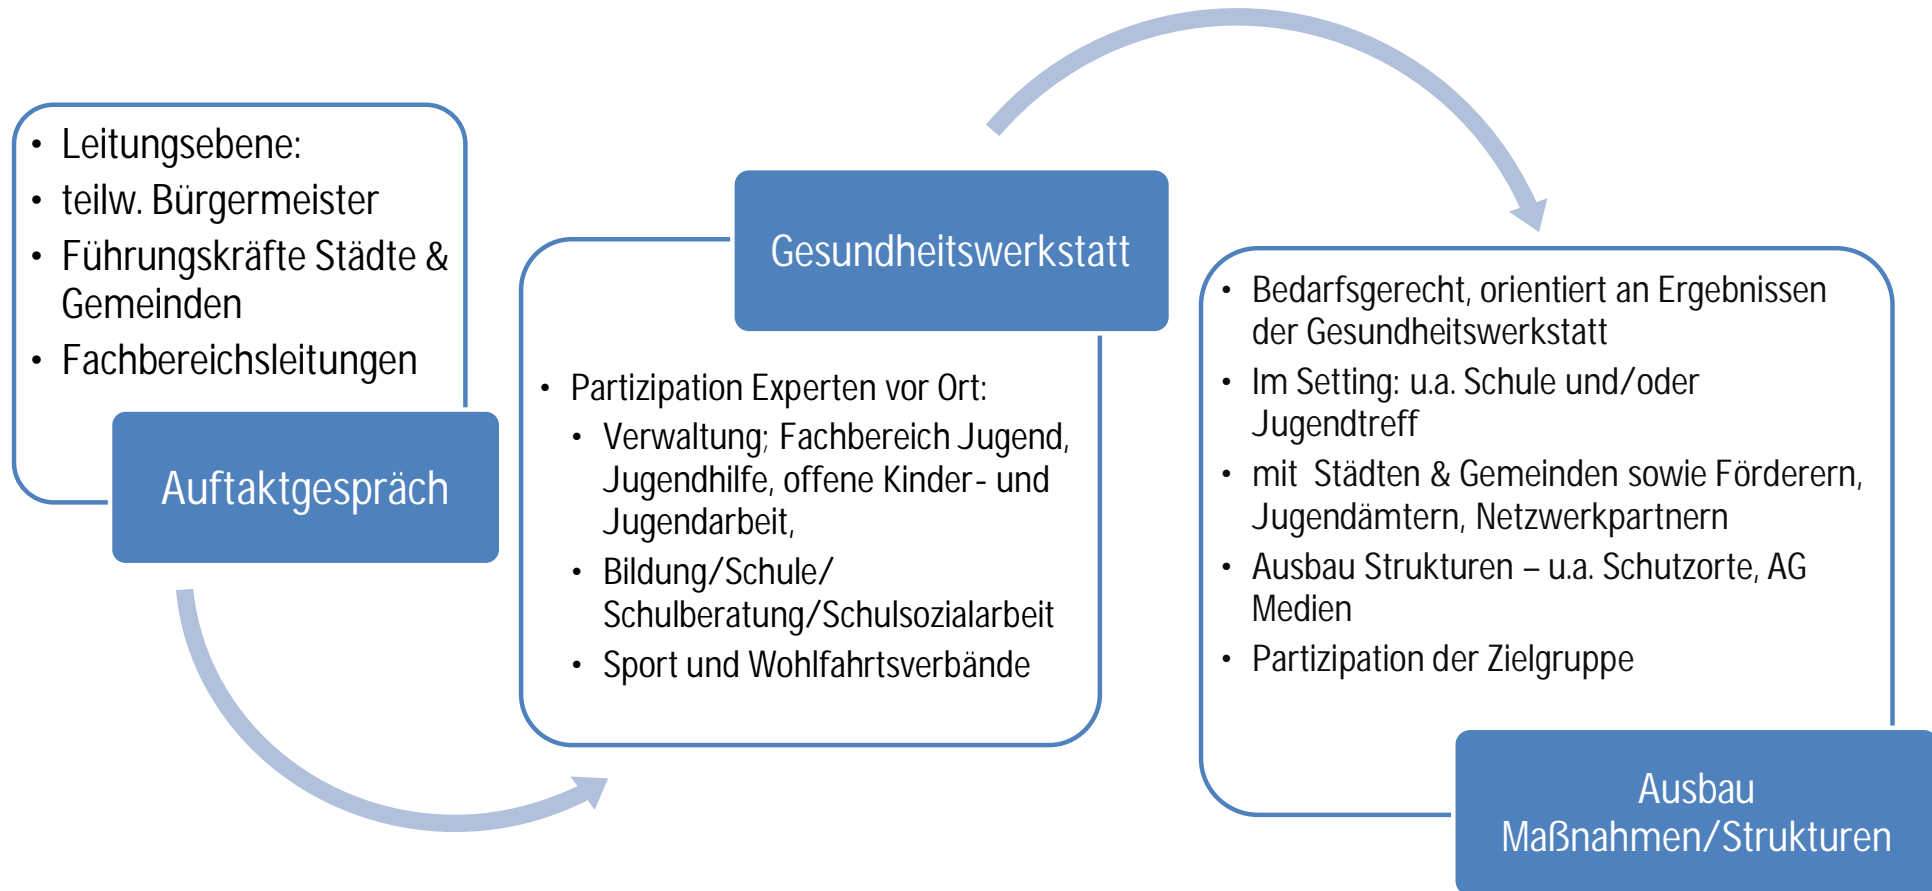 • Leitungsebene:
• teilw. Bürgermeister
• Führungskräfte Städte &
Gemeinden
• Fachbereichsleitungen
Auftaktgespräch
Gesundheitswerkstatt
• Partizipation Experten vor Ort:
• Verwaltung; Fachbereich Jugend,
Jugendhilfe, offene Kinder- und
Jugendarbeit,
• Bildung/Schule/
Schulberatung/Schulsozialarbeit
• Sport und Wohlfahrtsverbände
• Bedarfsgerecht, orientiert an Ergebnissen
der Gesundheitswerkstatt
• Im Setting: u.a. Schule und/oder
Jugendtreff
• mit Städten & Gemeinden sowie Förderern,
Jugendämtern, Netzwerkpartnern
• Ausbau Strukturen – u.a. Schutzorte, AG
Medien
• Partizipation der Zielgruppe
Ausbau
Maßnahmen/Strukturen